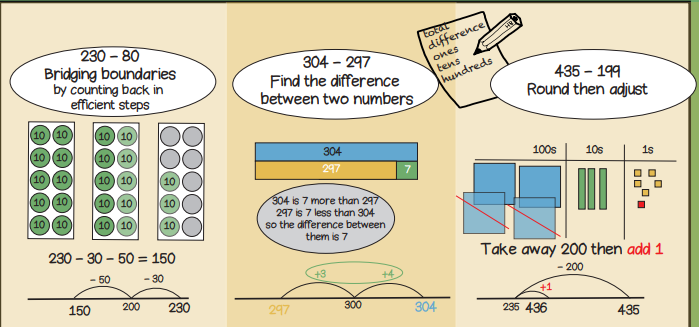 230 – 80
Bridging boundaries
by counting back in
efficient steps
10 10 10 10
10 10 10 10
10 10 10 10 10
10 10 10 10 10
10 10 10 10 10
230 – 30 – 50 = 150
– 50 – 30
150 200 230
304 – 297
Find the difference
between two numbers
304
297 7
304 is 7 more than 297
297 is 7 less than 304
so the difference between
them is 7
+3 +4
297 300 304
total
difference
ones
tens
hundreds
435 – 199
Round then adjust
100s 10s 1s
Take away 200 then add 1
– 200
+1
235 436 435